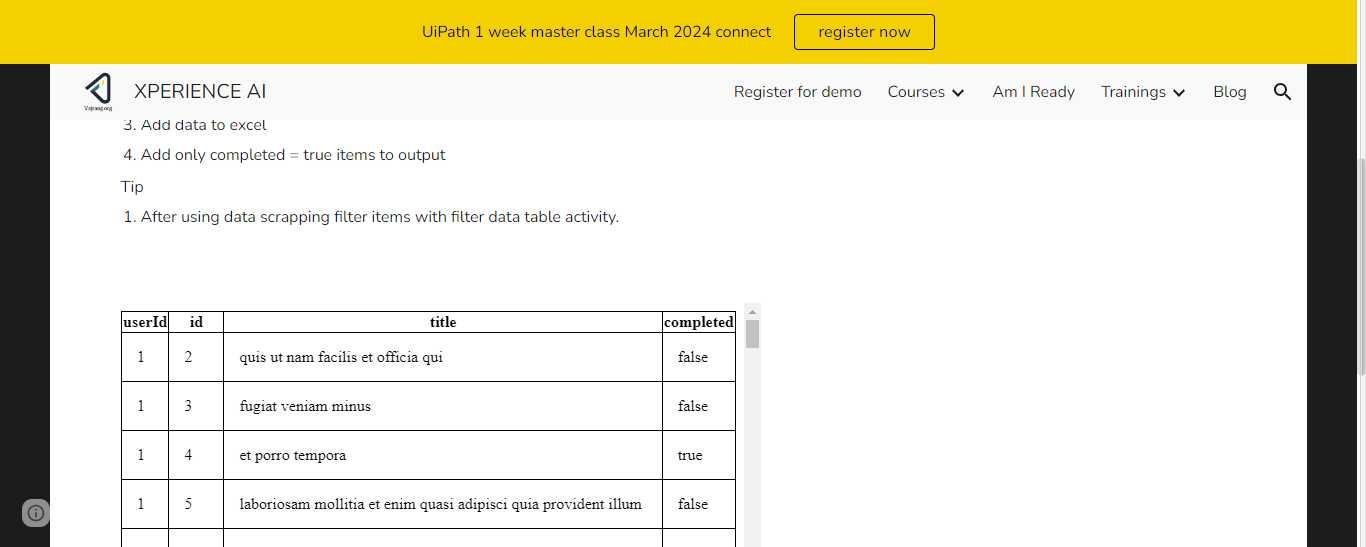 UiPath 1 week master class March 2024 connect register now
XPERIENCE AI Register for demo Courses Am I Ready Trainings Blog
3. Add data to excel
4. Add only completed = true items to output
Tip
1. After using data scrapping filter items with filter data table activity.
userId id title completed
1 2 quis ut nam facilis et officia qui false
1 3 fugiat veniam minus false
1 4 et porro tempora true
1 5 laboriosam mollitia et enim quasi adipisci quia provident illum false